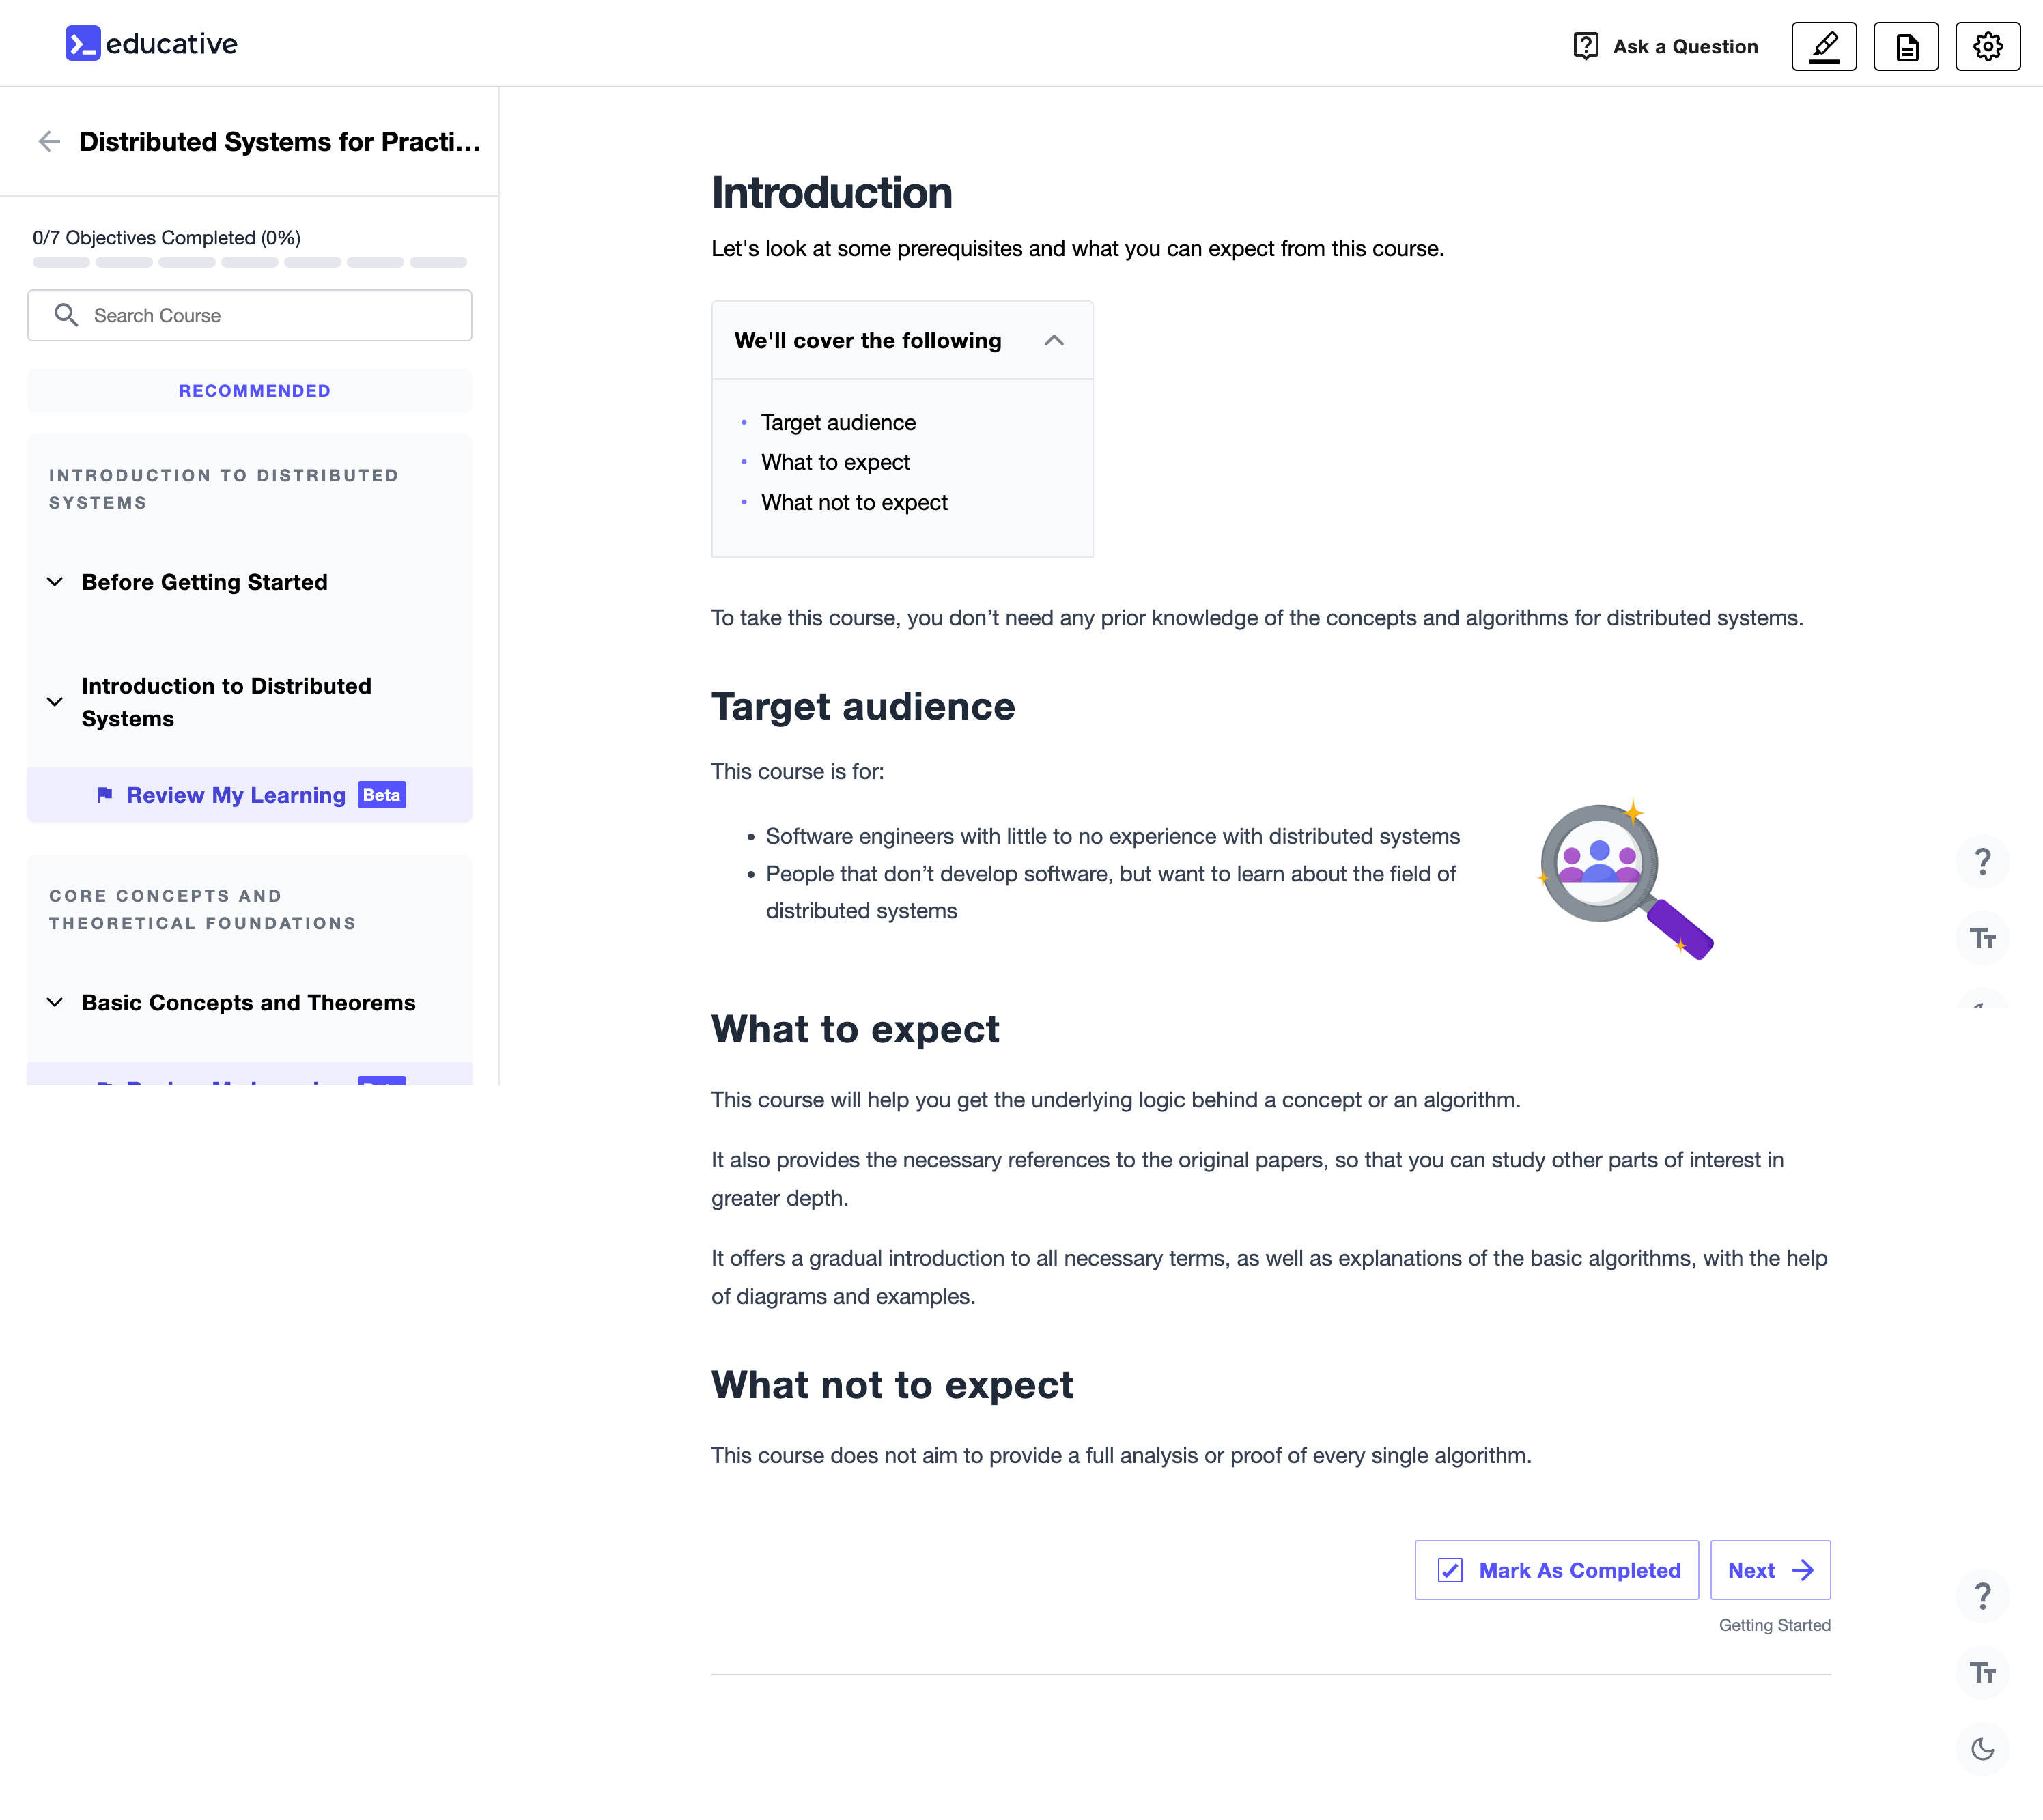 educative
Ask a Question
Distributed Systems for Practi...
0/7 Objectives Completed (0%)
Search Course
RECOMMENDED
INTRODUCTION TO DISTRIBUTED
SYSTEMS
Before Getting Started
Introduction to Distributed
Systems
Review My Learning Beta
CORE CONCEPTS AND
THEORETICAL FOUNDATIONS
Basic Concepts and Theorems
Introduction
Let's look at some prerequisites and what you can expect from this course.
We'll cover the following
• Target audience
• What to expect
• What not to expect
To take this course, you don’t need any prior knowledge of the concepts and algorithms for distributed systems.
Target audience
This course is for:
• Software engineers with little to no experience with distributed systems
• People that don’t develop software, but want to learn about the field of
distributed systems
What to expect
This course will help you get the underlying logic behind a concept or an algorithm.
It also provides the necessary references to the original papers, so that you can study other parts of interest in
greater depth.
It offers a gradual introduction to all necessary terms, as well as explanations of the basic algorithms, with the help
of diagrams and examples.
What not to expect
This course does not aim to provide a full analysis or proof of every single algorithm.
Mark As Completed
Next
Getting Started
?
TT
?
TT